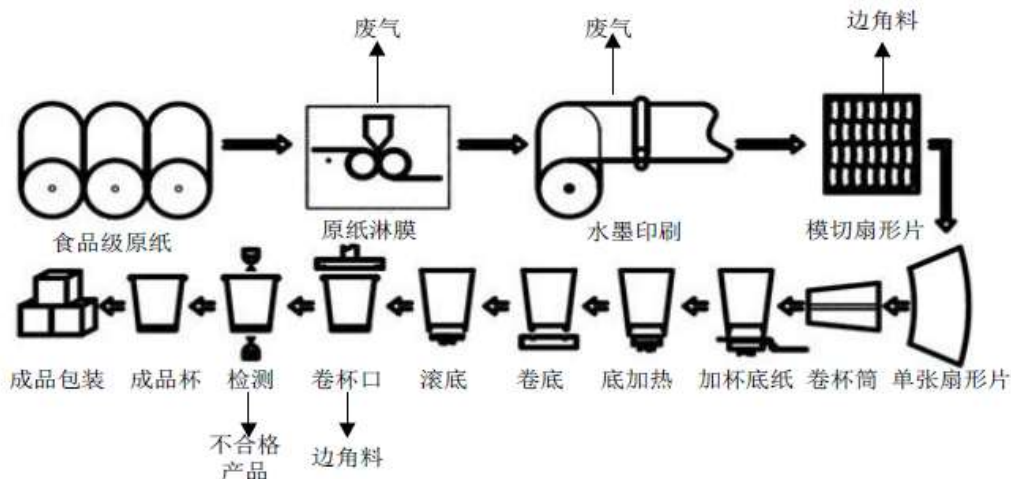 废气
废气
边角料
食品级原纸
原纸淋膜
水墨印刷
模切扇形片
成品包装
成品杯
检测
卷杯口
滚底
卷底
底加热
加杯底纸
卷杯筒
单张扇形片
不合格
产品
边角料